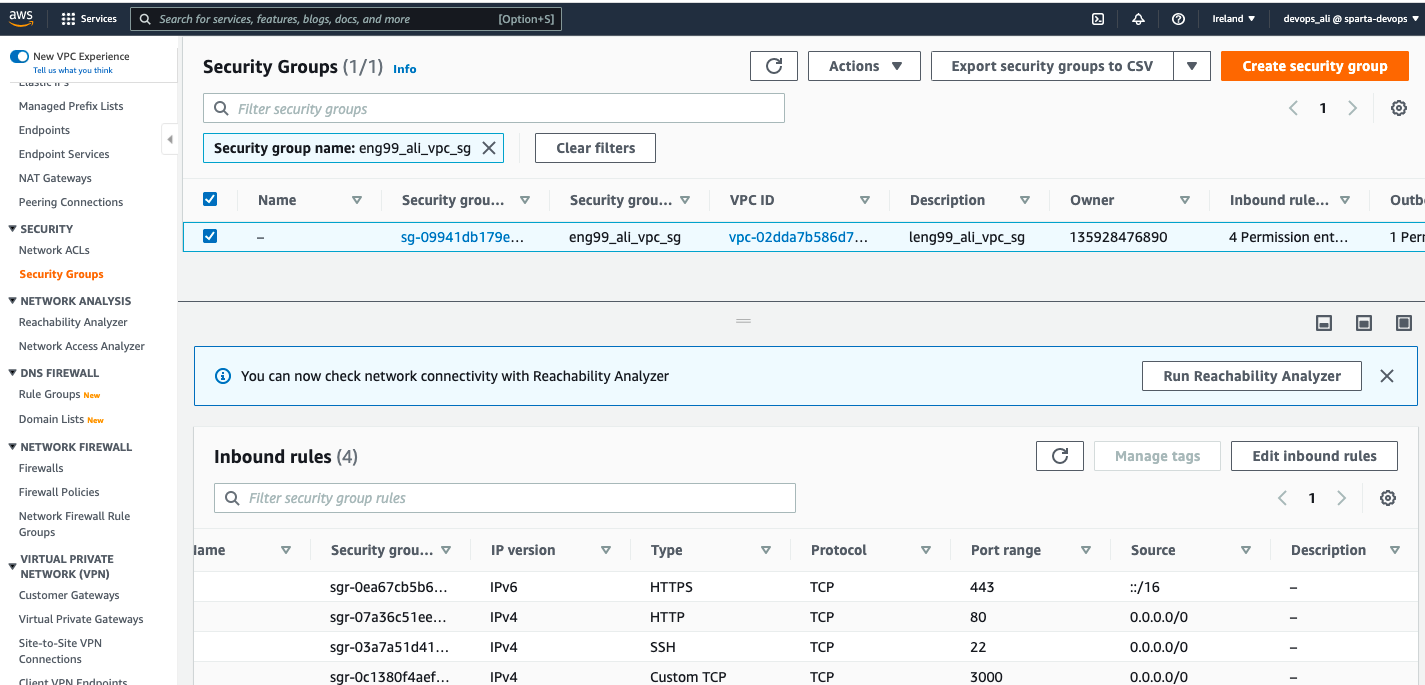 aws Services Search for services, features, blogs, docs, and more [Option+S] Ireland ▼ devops_ali @ sparta-devops ▼
New VPC Experience
Tell us what you think
Elastic IPs
Managed Prefix Lists
Endpoints
Endpoint Services
NAT Gateways
Peering Connections
SECURITY
Network ACLs
Security Groups
NETWORK ANALYSIS
Reachability Analyzer
Network Access Analyzer
DNS FIREWALL
Rule Groups New
Domain Lists New
NETWORK FIREWALL
Firewalls
Firewall Policies
Network Firewall Rule
Groups
VIRTUAL PRIVATE
NETWORK (VPN)
Customer Gateways
Virtual Private Gateways
Site-to-Site VPN
Connections
Client VPN Endpoints
Security Groups (1/1) Info Actions Export security groups to CSV Create security group
Filter security groups 1
Security group name: eng99_ali_vpc_sg Clear filters
Name Security grou... Security grou... VPC ID Description Owner Inbound rule... Outb
– sg-09941db179e... eng99_ali_vpc_sg vpc-02dda7b586d7... leng99_ali_vpc_sg 135928476890 4 Permission ent... 1 Perr
You can now check network connectivity with Reachability Analyzer Run Reachability Analyzer
Inbound rules (4) Manage tags Edit inbound rules
Filter security group rules 1
lame Security grou... IP version Type Protocol Port range Source Description
sgr-0ea67cb5b6... IPv6 HTTPS TCP 443 ::/16 –
sgr-07a36c51ee... IPv4 HTTP TCP 80 0.0.0.0/0 –
sgr-03a7a51d41... IPv4 SSH TCP 22 0.0.0.0/0 –
sgr-0c1380f4aef... IPv4 Custom TCP TCP 3000 0.0.0.0/0 –